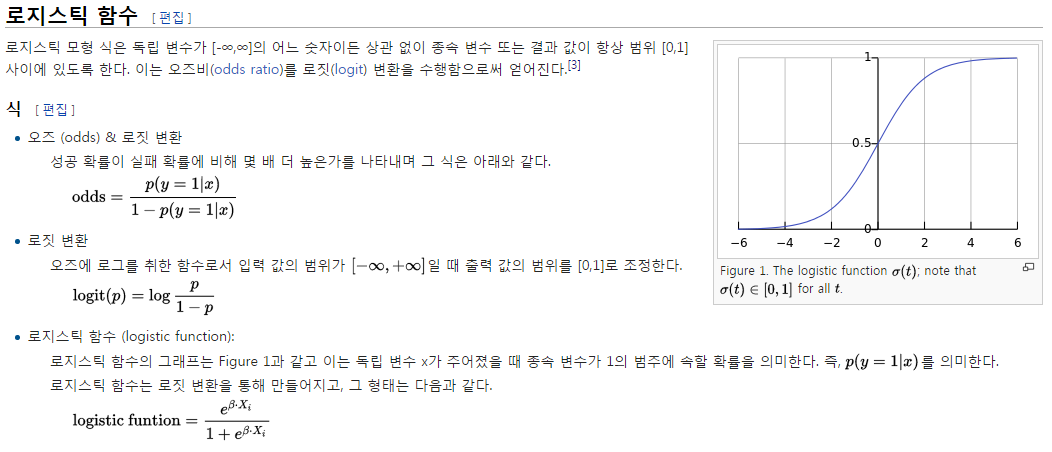 로지스틱 함수 [편집]
로지스틱 모형 식은 독립 변수가 [-∞,∞]의 어느 숫자이든 상관 없이 종속 변수 또는 결과 값이 항상 범위 [0,1]
사이에 있도록 한다. 이는 오즈비(odds ratio)를 로짓(logit) 변환을 수행함으로써 얻어진다.[3]
식 [편집]
• 오즈 (odds) & 로짓 변환
성공 확률이 실패 확률에 비해 몇 배 더 높은가를 나타내며 그 식은 아래와 같다.
odds = p(y = 1|x) / 1 − p(y = 1|x)
• 로짓 변환
오즈에 로그를 취한 함수로서 입력 값의 범위가 [−∞, +∞]일 때 출력 값의 범위를 [0,1]로 조정한다.
logit(p) = log p / 1 − p
• 로지스틱 함수 (logistic function):
로지스틱 함수의 그래프는 Figure 1과 같고 이는 독립 변수 x가 주어졌을 때 종속 변수가 1의 범주에 속할 확률을 의미한다. 즉, p(y = 1|x)를 의미한다.
로지스틱 함수는 로짓 변환을 통해 만들어지고, 그 형태는 다음과 같다.
logistic funtion = e^{β·X_i} / 1 + e^{β·X_i}
1
0.5
0
−6 −4 −2 0 2 4 6
Figure 1. The logistic function σ(t); note that
σ(t) ∈ [0, 1] for all t.